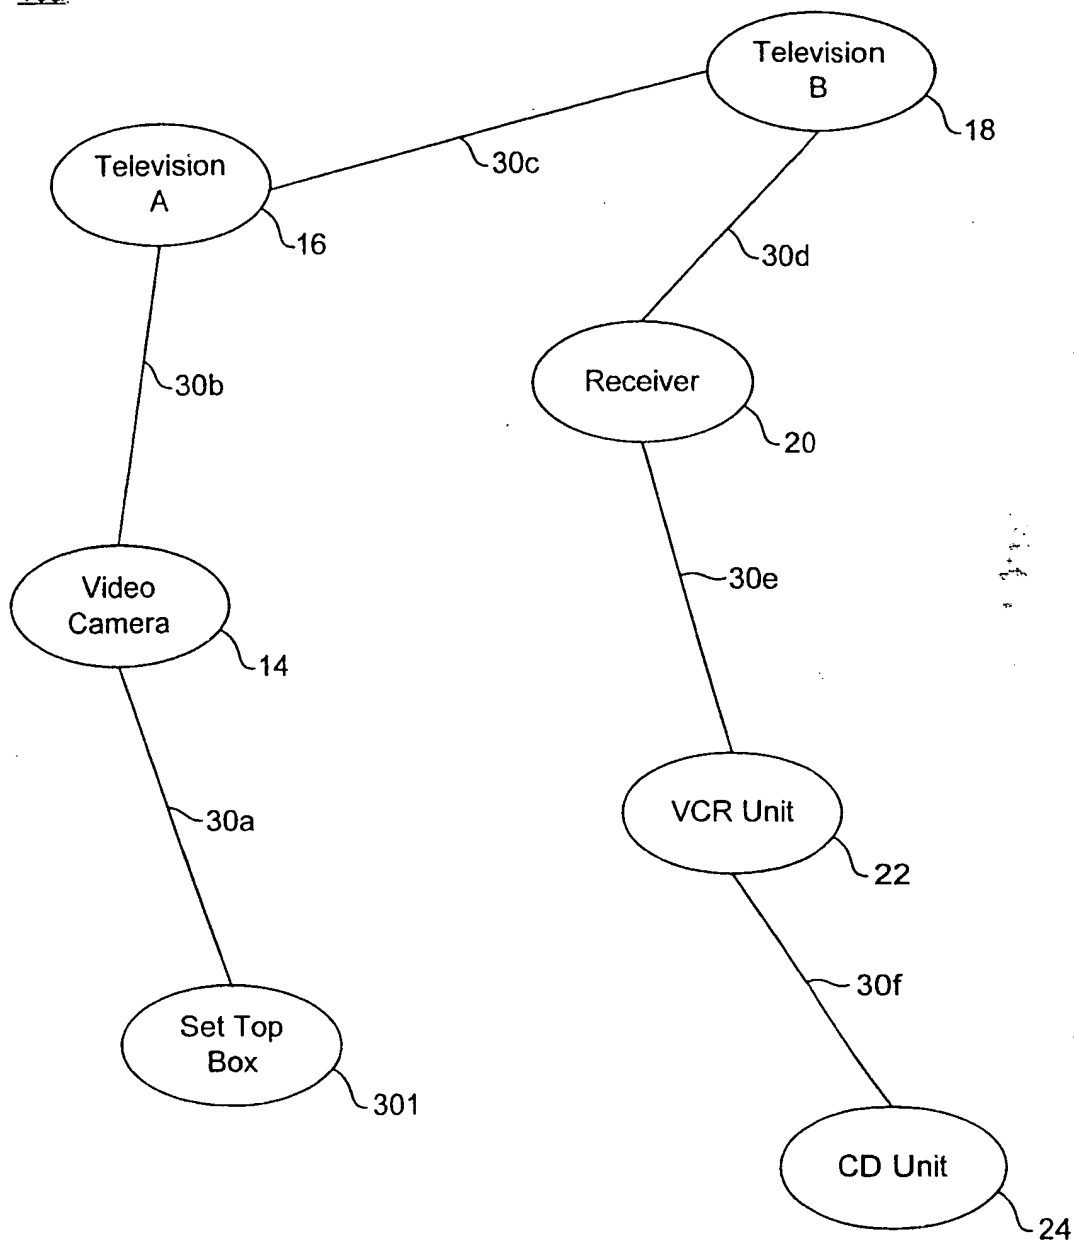 Television
B
18
30c
Television
A
16
30d
Receiver
20
30b
30e
Video
Camera
14
30a
VCR Unit
22
30f
Set Top
Box
301
CD Unit
24